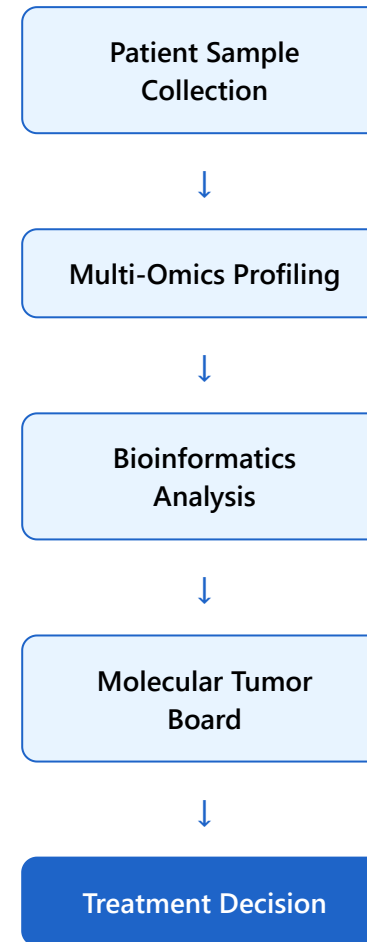 Patient Sample
Collection
↓
Multi-Omics Profiling
↓
Bioinformatics
Analysis
↓
Molecular Tumor
Board
↓
Treatment Decision